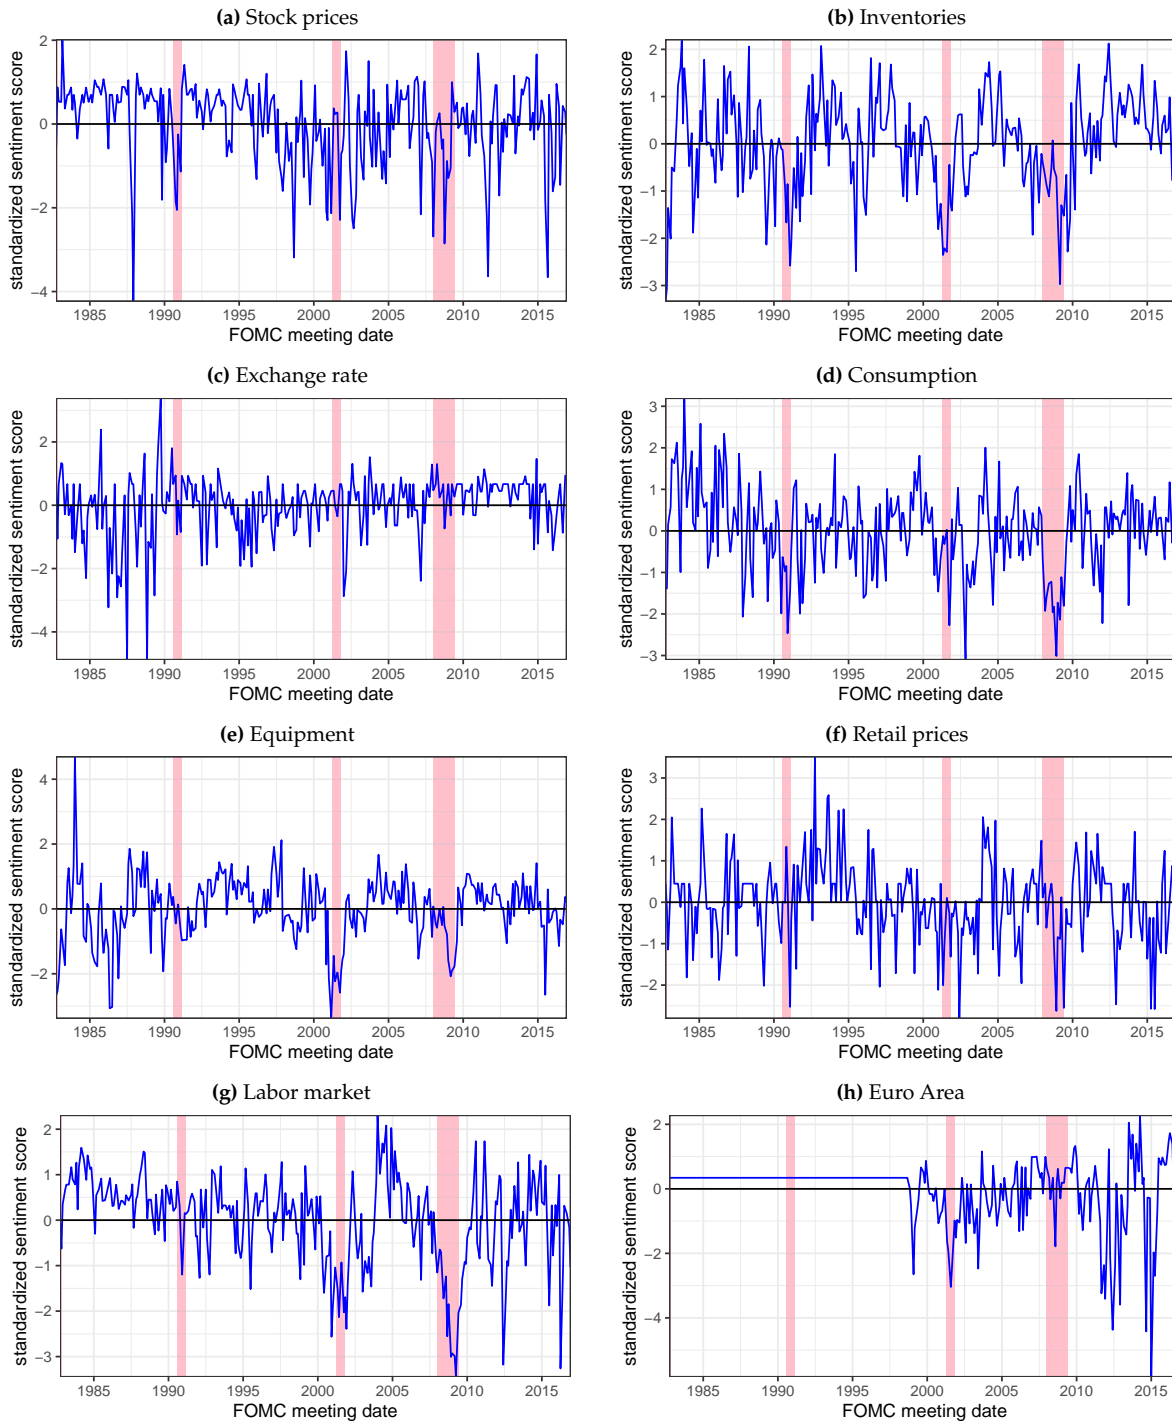 (a) Stock prices
(b) Inventories
standardized sentiment score
2
0
−2
−4
1985 1990 1995 2000 2005 2010 2015
FOMC meeting date
standardized sentiment score
2
1
0
−1
−2
−3
1985 1990 1995 2000 2005 2010 2015
FOMC meeting date
(c) Exchange rate
(d) Consumption
standardized sentiment score
2
0
−2
−4
1985 1990 1995 2000 2005 2010 2015
FOMC meeting date
standardized sentiment score
3
2
1
0
−1
−2
−3
1985 1990 1995 2000 2005 2010 2015
FOMC meeting date
(e) Equipment
(f) Retail prices
standardized sentiment score
4
2
0
−2
1985 1990 1995 2000 2005 2010 2015
FOMC meeting date
standardized sentiment score
3
2
1
0
−1
−2
1985 1990 1995 2000 2005 2010 2015
FOMC meeting date
(g) Labor market
(h) Euro Area
standardized sentiment score
2
1
0
−1
−2
−3
1985 1990 1995 2000 2005 2010 2015
FOMC meeting date
standardized sentiment score
2
0
−2
−4
1985 1990 1995 2000 2005 2010 2015
FOMC meeting date